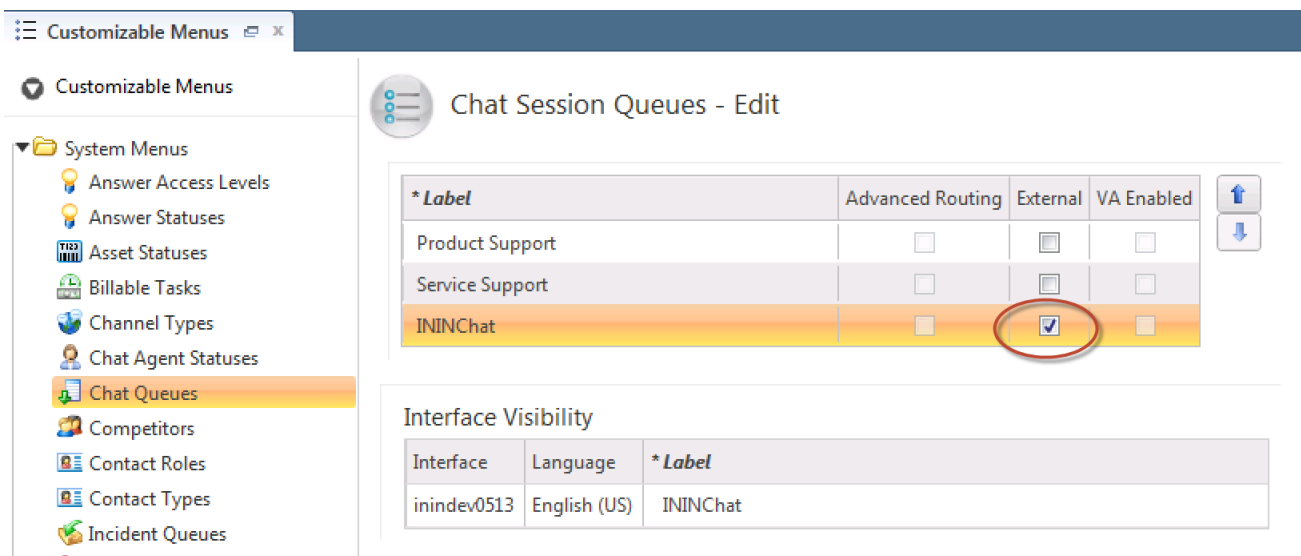 Customizable Menus
Customizable Menus
System Menus
Answer Access Levels
Answer Statuses
Asset Statuses
Billable Tasks
Channel Types
Chat Agent Statuses
Chat Queues
Competitors
Contact Roles
Contact Types
Incident Queues
Chat Session Queues - Edit
* Label Advanced Routing External VA Enabled
Product Support
Service Support
ININChat
Interface Visibility
Interface Language * Label
inindev0513 English (US) ININChat